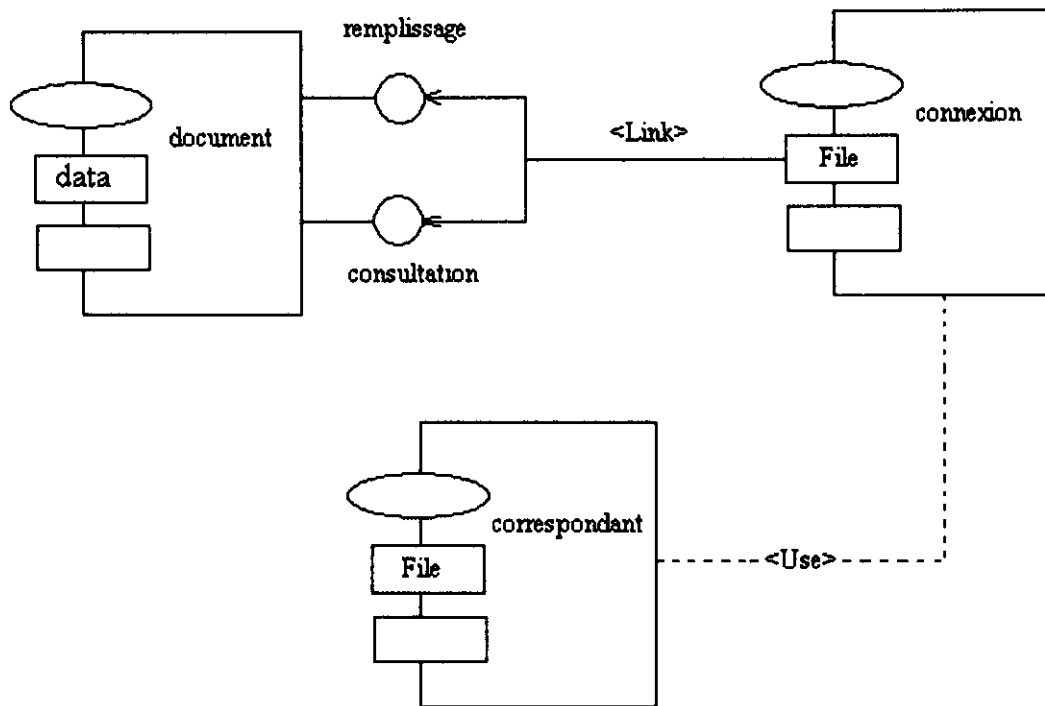 remplissage
document
data
consultation
<Link>
connexion
File
correspondant
File
<Use>